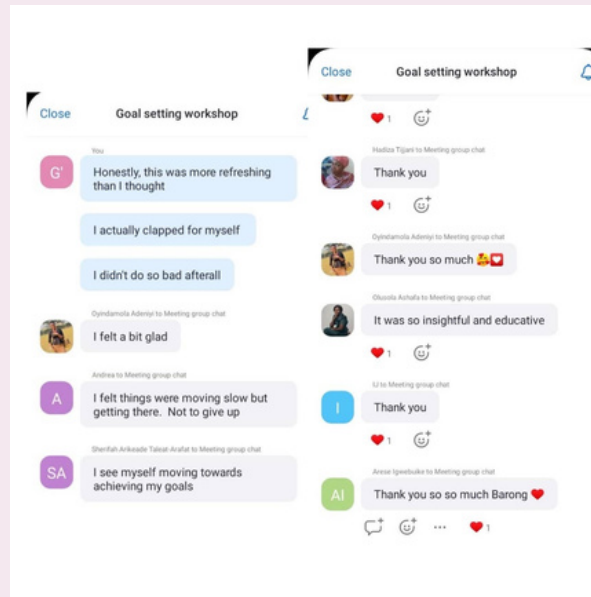 Close
Goal setting workshop
You
G'
Honestly, this was more refreshing
than I thought
I actually clapped for myself
I didn't do so bad afterall
Oyindamola Adeniyi to Meeting group chat
I felt a bit glad
Andrea to Meeting group chat
A
I felt things were moving slow but
getting there. Not to give up
Sherifah Ankeade Taleat-Arafat to Meeting group chat
SA
I see myself moving towards
achieving my goals
Close
Goal setting workshop
1
Hadiza Tijjani to Meeting group chat
Thank you
1
Oyindamola Adeniyi to Meeting group chat
Thank you so much 🥰💟
Olusola Ashafa to Meeting group chat
It was so insightful and educative
1
to Meeting group chat
I
Thank you
1
Arese Igwebuike to Meeting group chat
AI
Thank you so so much Barong ❤️
1